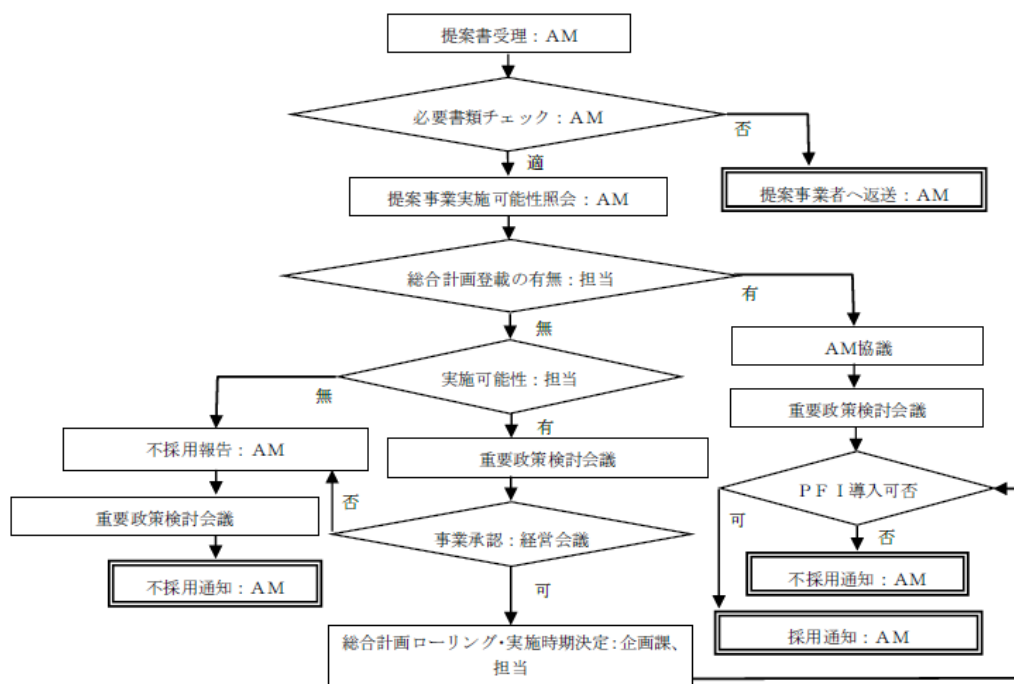 提案書受理：ＡＭ
必要書類チェック：ＡＭ
否
適
提案事業実施可能性照会：ＡＭ
提案事業者へ返送：ＡＭ
総合計画登載の有無：担当
有
無
ＡＭ協議
実施可能性：担当
無
有
重要政策検討会議
不採用報告：ＡＭ
重要政策検討会議
ＰＦＩ導入可否
否
可
重要政策検討会議
事業承認：経営会議
否
不採用通知：ＡＭ
可
不採用通知：ＡＭ
採用通知：ＡＭ
総合計画ローリング･実施時期決定：企画課、
担当